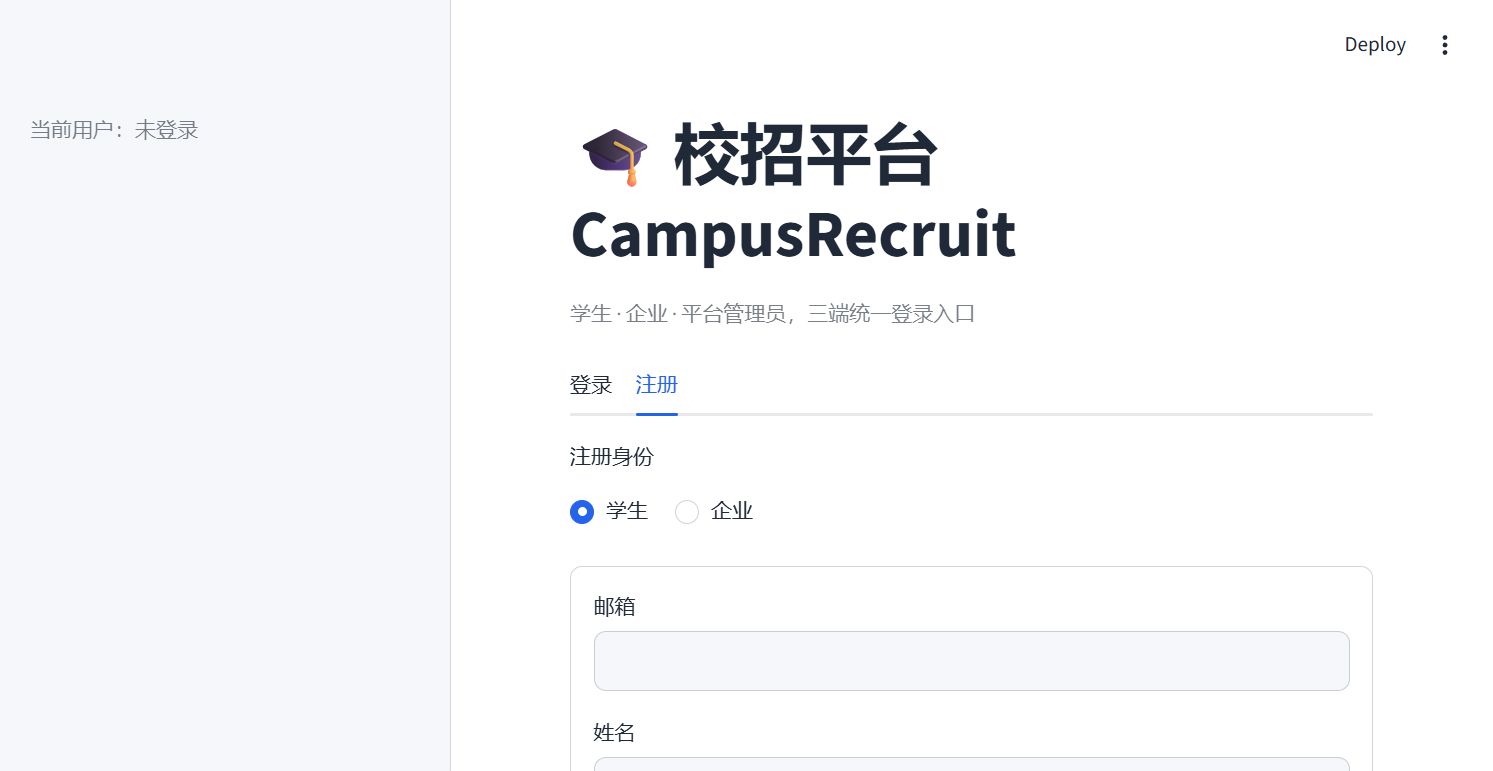 Deploy
当前用户：未登录
校招平台
CampusRecruit
学生 · 企业 · 平台管理员，三端统一登录入口
登录 注册
注册身份
学生 企业
邮箱
姓名